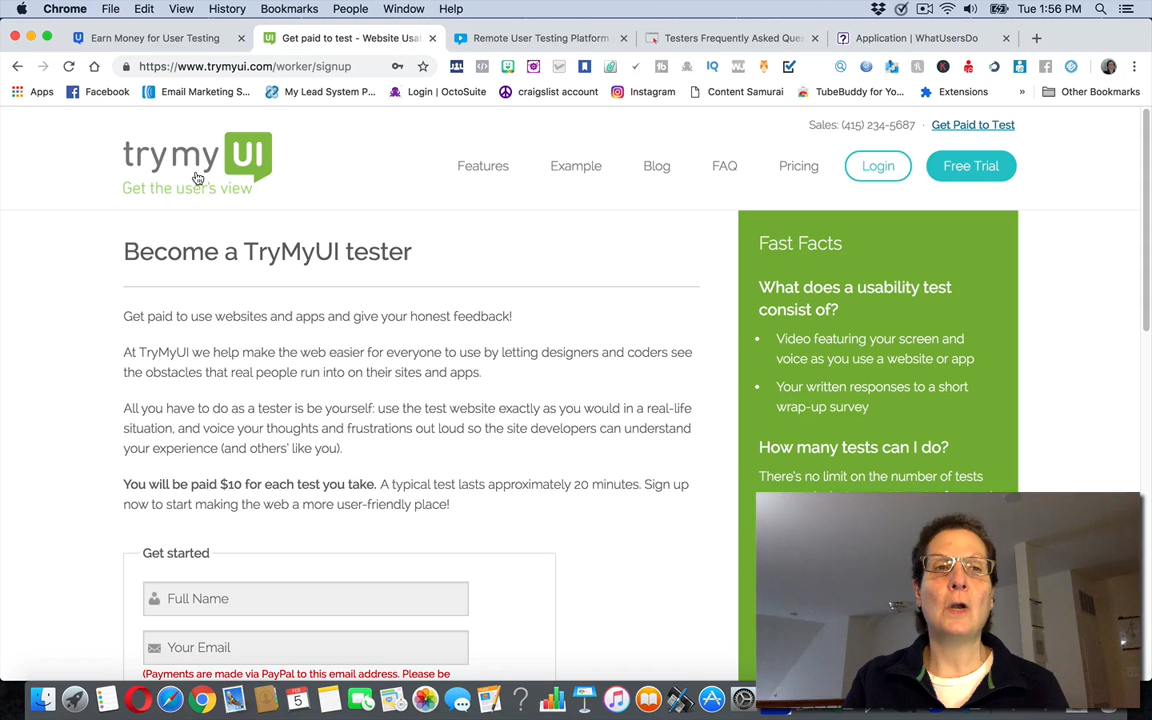 Chrome File Edit View History Bookmarks People Window Help Tue 1:56 PM
Earn Money for User Testing
Get paid to test - Website Usa
Remote User Testing Platform
Testers Frequently Asked Que
Application | WhatUsersDo
https://www.trymyui.com/worker/signup
Apps Facebook Email Marketing S... My Lead System P... Login | OctoSuite craigslist account Instagram Content Samurai TubeBuddy for Yo... Extensions » Other Bookmarks
Sales: (415) 234-5687 · Get Paid to Test
trymy UI
Get the user's view
Features Example Blog FAQ Pricing Login Free Trial
Become a TryMyUI tester
Get paid to use websites and apps and give your honest feedback!
At TryMyUI we help make the web easier for everyone to use by letting designers and coders see
the obstacles that real people run into on their sites and apps.
All you have to do as a tester is be yourself: use the test website exactly as you would in a real-life
situation, and voice your thoughts and frustrations out loud so the site developers can understand
your experience (and others' like you).
You will be paid $10 for each test you take. A typical test lasts approximately 20 minutes. Sign up
now to start making the web a more user-friendly place!
Get started
Full Name
Your Email
(Payments are made via PayPal to this email address. Please be
Fast Facts
What does a usability test
consist of?
• Video featuring your screen and
voice as you use a website or app
• Your written responses to a short
wrap-up survey
How many tests can I do?
There's no limit on the number of tests